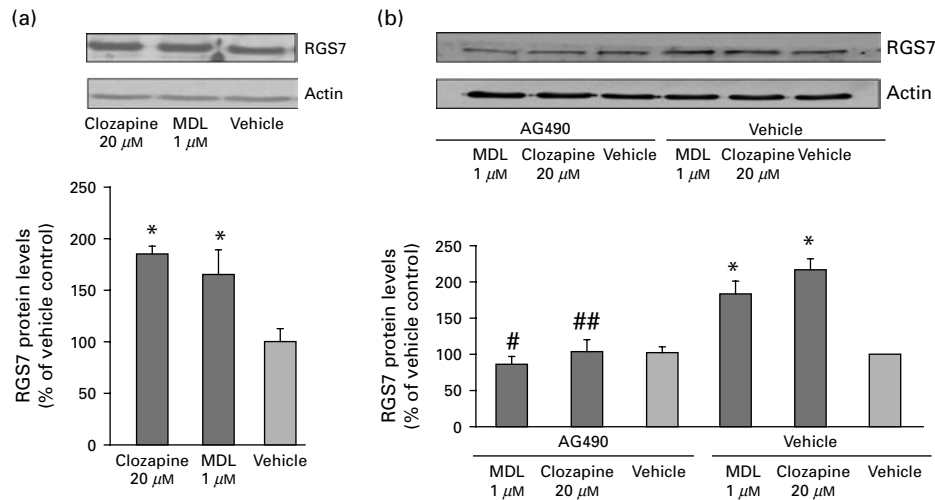 (a)
RGS7
Actin
Clozapine MDL Vehicle
20 μM 1 μM
RGS7 protein levels
(% of vehicle control)
250
200
150
100
50
0
* *
Clozapine MDL Vehicle
20 μM 1 μM
(b)
RGS7
Actin
AG490 Vehicle
MDL Clozapine Vehicle MDL Clozapine Vehicle
1 μM 20 μM 1 μM 20 μM
RGS7 protein levels
(% of vehicle control)
250
200
150
100
50
0
# ## * *
AG490 Vehicle
MDL Clozapine Vehicle MDL Clozapine Vehicle
1 μM 20 μM 1 μM 20 μM